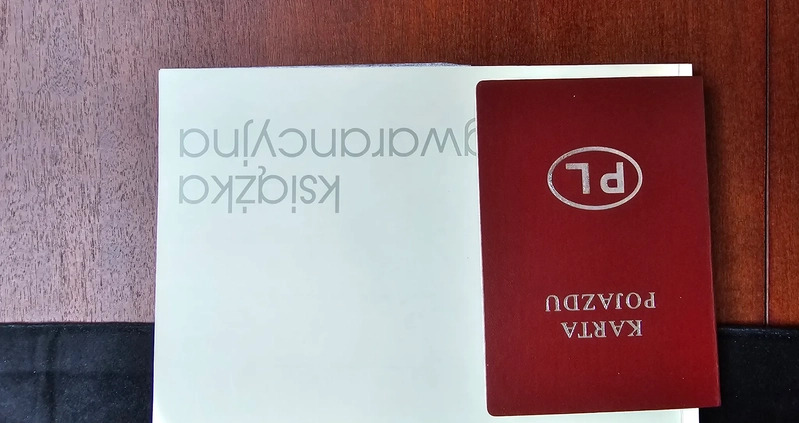 książka
gwarancyjna
KARTA
POJAZDU
PL